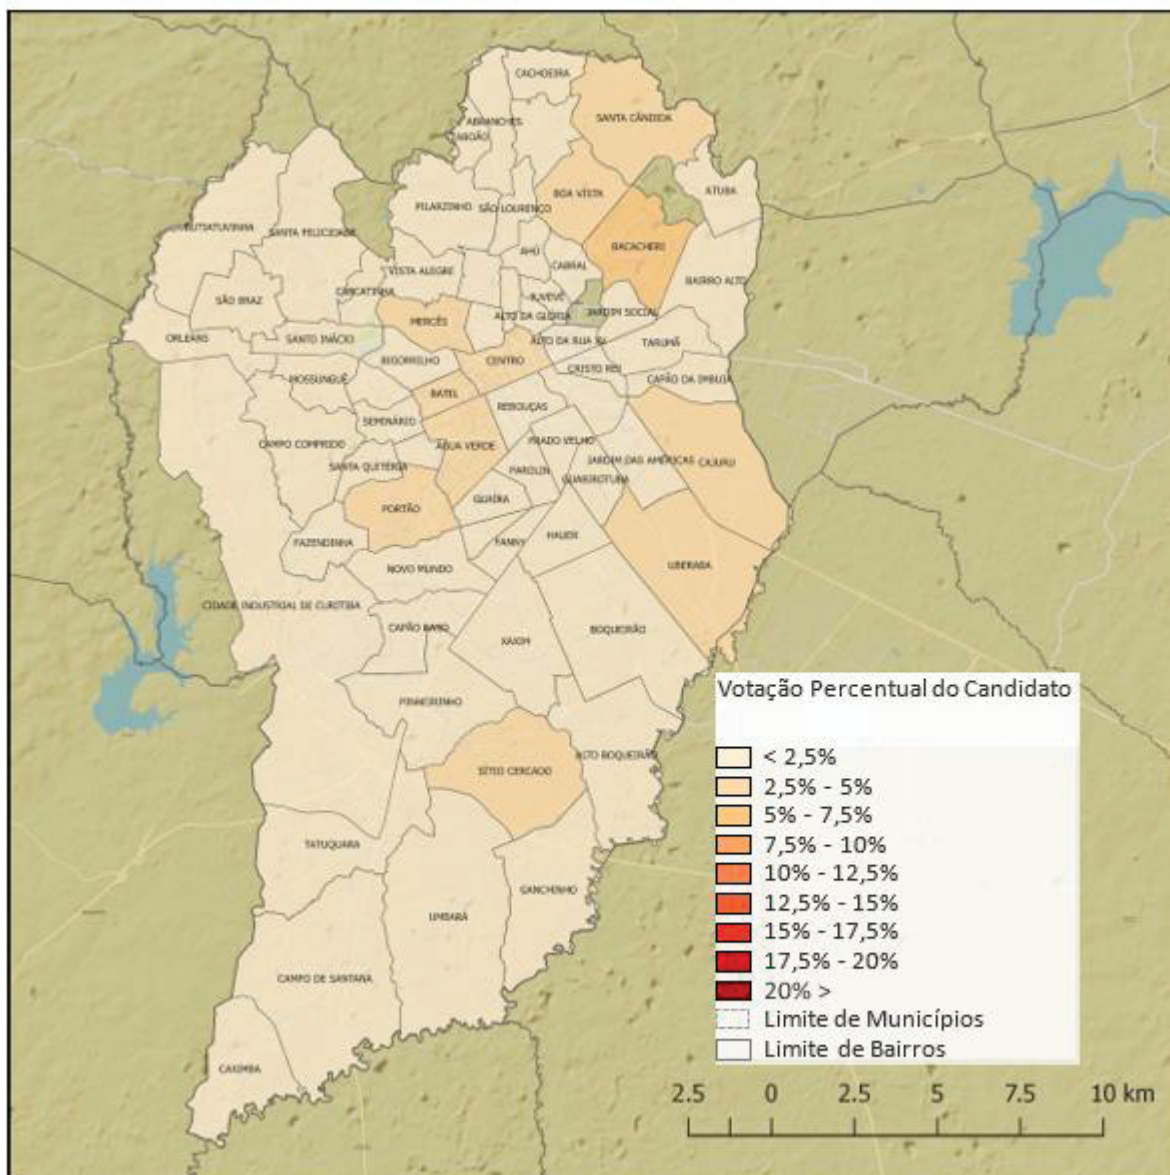 CACHOEIRA
SANTA CÂNDIDA
ABRANCHES
ATUBA
BOA VISTA
PILARZINHO
SÃO LOURENÇO
SANTA FELICIDADE
BACACHERI
AHÚ
CABRAL
VISTA ALEGRE
BAIRRO ALTO
SÃO BRAZ
JUVEVÊ
ALTO DA GLÓRIA
JARDIM SOCIAL
MERCÊS
ORLEANS
SANTO INÁCIO
ALTO DA RUA XV
TARUMÃ
BIGORRILHO
CENTRO
CRISTO REI
MOSSUNGUÊ
CAPÃO DA IMBUIA
BATEL
REBOUÇAS
SEMINÁRIO
CAMPO COMPRIDO
ÁGUA VERDE
PRADO VELHO
JARDIM DAS AMÉRICAS
CAJURU
SANTA QUITÉRIA
PAROLIN
GUABIROTUBA
GUAÍRA
PORTÃO
FAZENDINHA
FANNY
HAUER
NOVO MUNDO
UBERABA
CIDADE INDUSTRIAL DE CURITIBA
CAPÃO RASO
XAXIM
BOQUEIRÃO
PINHEIRINHO
ALTO BOQUEIRÃO
SÍTIO CERCADO
TATUQUARA
GANCHINHO
UMBARÁ
CAMPO DE SANTANA
CAXIMBA
Votação Percentual do Candidato
< 2,5%
2,5% - 5%
5% - 7,5%
7,5% - 10%
10% - 12,5%
12,5% - 15%
15% - 17,5%
17,5% - 20%
20% >
Limite de Municípios
Limite de Bairros
2.5 0 2.5 5 7.5 10 km